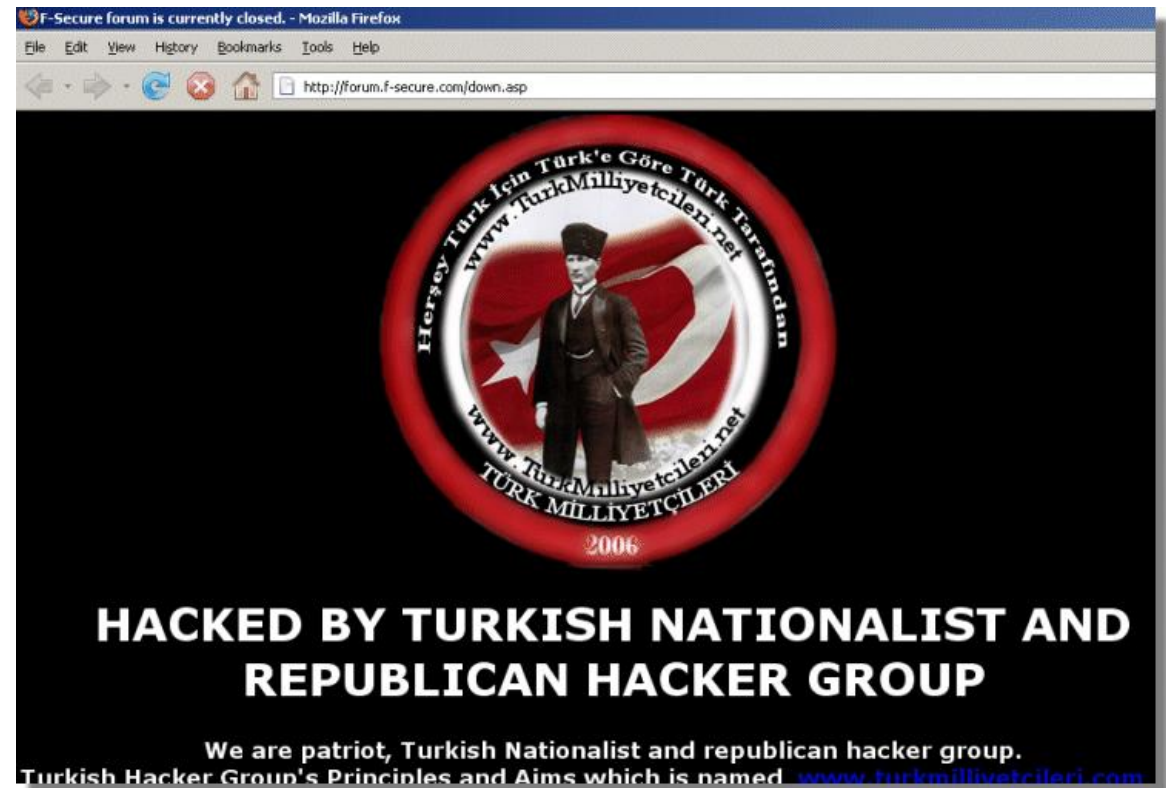 F-Secure forum is currently closed. - Mozilla Firefox
File Edit View History Bookmarks Tools Help
http://forum.f-secure.com/down.asp
Herşey Türk İçin Türk'e Göre Türk Tarafından
www.TurkMilliyetcileri.net
www.TurkMilliyetcileri.net
TÜRK MİLLİYETÇİLERİ
2006
HACKED BY TURKISH NATIONALIST AND
REPUBLICAN HACKER GROUP
We are patriot, Turkish Nationalist and republican hacker group.
Turkish Hacker Group's Principles and Aims which is named www.turkmilliyetcileri.com